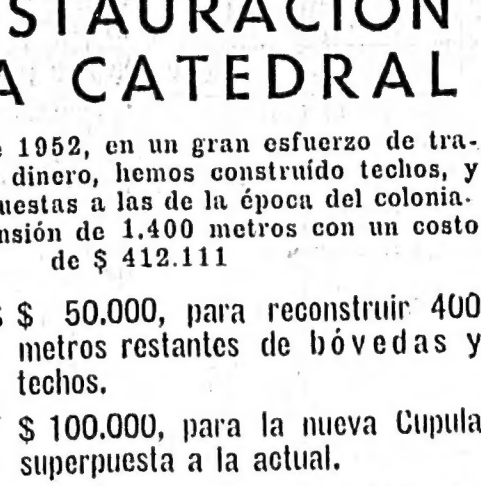 STAURACIÓN
A CATEDRAL
e 1952, en un gran esfuerzo de tra-
dinero, hemos construído techos, y
uestas a las de la época del colonia-
nsión de 1.400 metros con un costo
de $ 412.111
$ 50.000, para reconstruir 400
metros restantes de bóvedas y
techos.
$ 100.000, para la nueva Cupula
superpuesta a la actual.